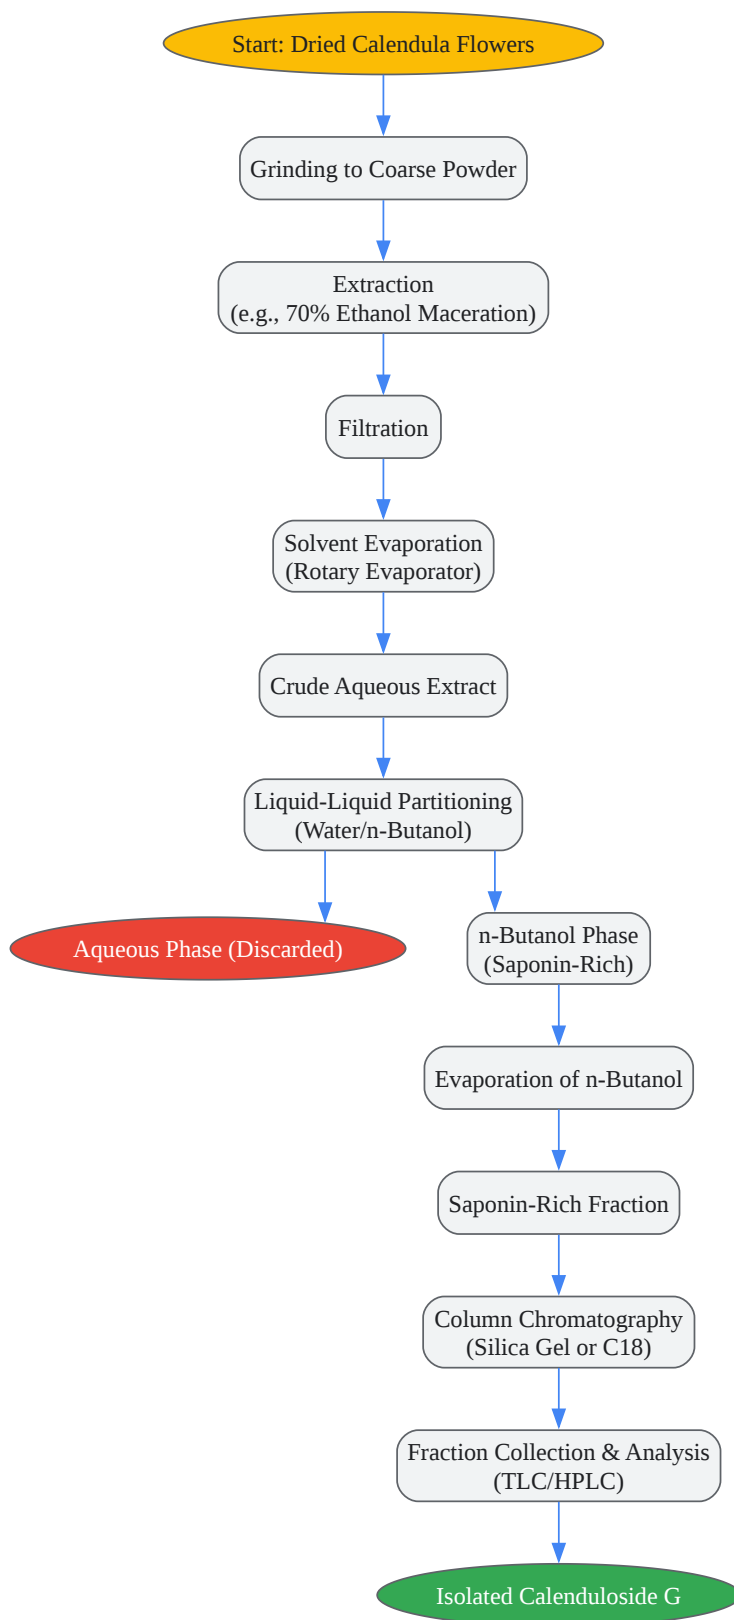 Start: Dried Calendula Flowers
Grinding to Coarse Powder
Extraction
(e.g., 70% Ethanol Maceration)
Filtration
Solvent Evaporation
(Rotary Evaporator)
Crude Aqueous Extract
Liquid-Liquid Partitioning
(Water/n-Butanol)
Aqueous Phase (Discarded)
n-Butanol Phase
(Saponin-Rich)
Evaporation of n-Butanol
Saponin-Rich Fraction
Column Chromatography
(Silica Gel or C18)
Fraction Collection & Analysis
(TLC/HPLC)
Isolated Calenduloside G